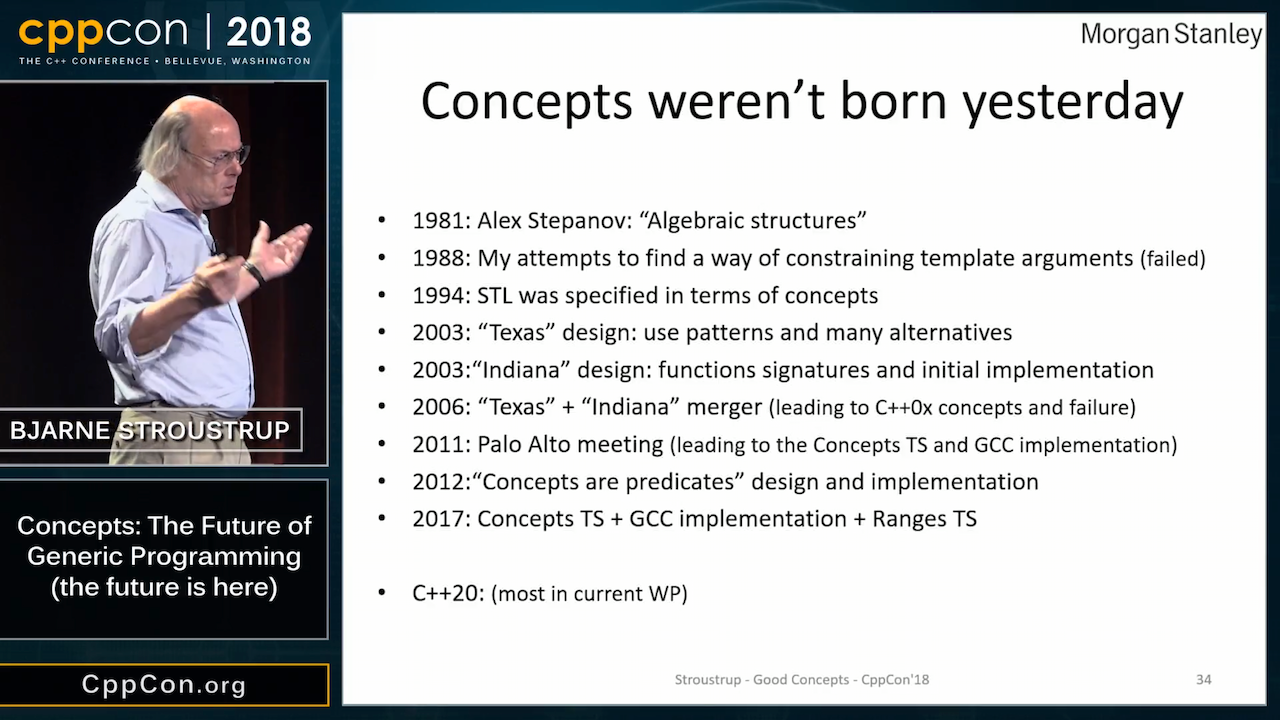 cppcon | 2018
THE C++ CONFERENCE • BELLEVUE, WASHINGTON
BJARNE STROUSTRUP
Concepts: The Future of
Generic Programming
(the future is here)
CppCon.org
Morgan Stanley
Concepts weren’t born yesterday
• 1981: Alex Stepanov: “Algebraic structures”
• 1988: My attempts to find a way of constraining template arguments (failed)
• 1994: STL was specified in terms of concepts
• 2003: “Texas” design: use patterns and many alternatives
• 2003:“Indiana” design: functions signatures and initial implementation
• 2006: “Texas” + “Indiana” merger (leading to C++0x concepts and failure)
• 2011: Palo Alto meeting (leading to the Concepts TS and GCC implementation)
• 2012:“Concepts are predicates” design and implementation
• 2017: Concepts TS + GCC implementation + Ranges TS
• C++20: (most in current WP)
Stroustrup - Good Concepts - CppCon'18
34